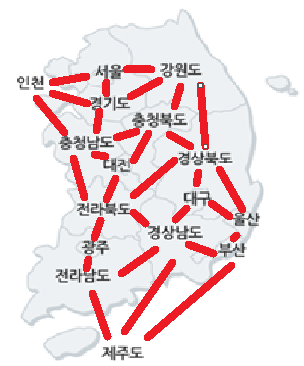 서울
강원도
인천
경기도
충청북도
충청남도
대전
경상북도
대구
전라북도
울산
경상남도
광주
부산
전라남도
제주도